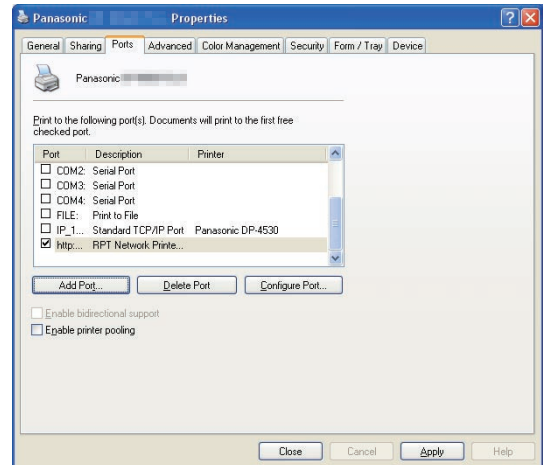 Panasonic Properties
General Sharing Ports Advanced Color Management Security Form / Tray Device
Panasonic
Print to the following port(s). Documents will print to the first free
checked port.
Port Description Printer
COM2: Serial Port
COM3: Serial Port
COM4: Serial Port
FILE: Print to File
IP_1... Standard TCP/IP Port Panasonic DP-4530
http:... RPT Network Printe...
Add Port... Delete Port Configure Port...
Enable bidirectional support
Enable printer pooling
Close Cancel Apply Help